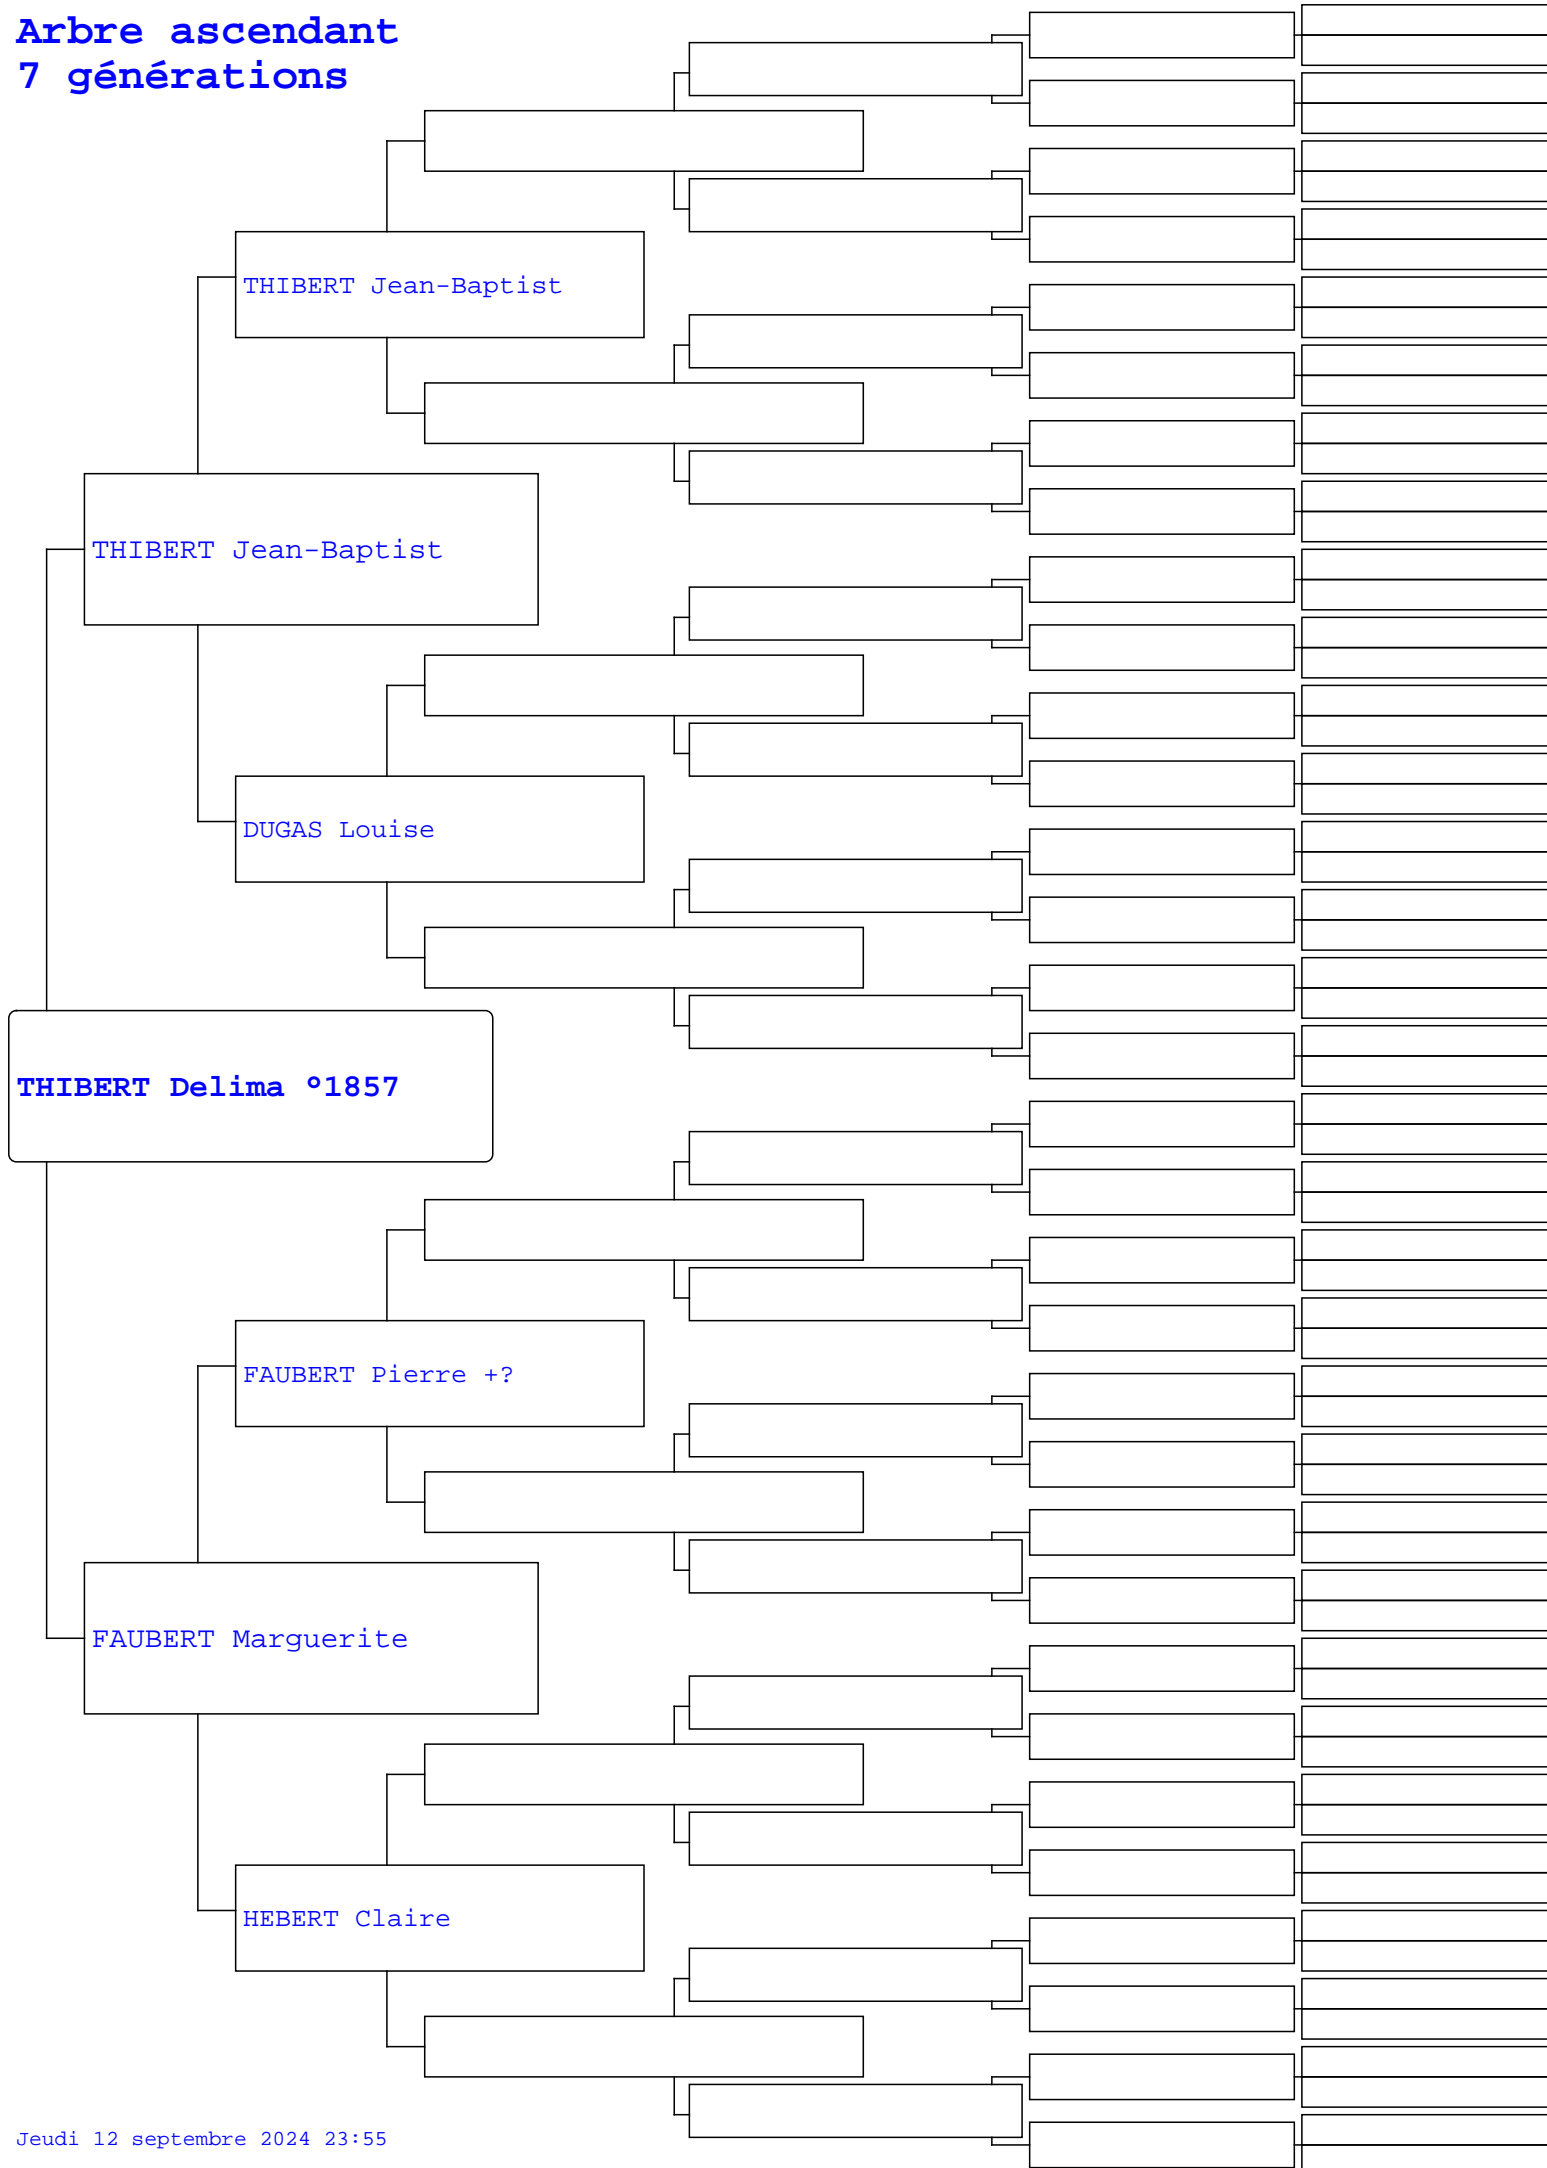 Arbre ascendant
7 générations
THIBERT Jean-Baptist
THIBERT Jean-Baptist
DUGAS Louise
THIBERT Delima °1857
FAUBERT Pierre +?
FAUBERT Marguerite
HEBERT Claire
Jeudi 12 septembre 2024 23:55